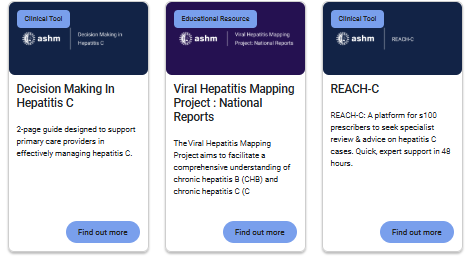 Clinical Tool
ashm
Decision Making in
Hepatitis C
Decision Making In
Hepatitis C
2-page guide designed to support
primary care providers in
effectively managing hepatitis C.
Find out more
Educational Resource
ashm
Viral Hepatitis Mapping
Project: National Reports
Viral Hepatitis Mapping
Project : National
Reports
The Viral Hepatitis Mapping
Project aims to facilitate a
comprehensive understanding of
chronic hepatitis B (CHB) and
chronic hepatitis C (C
Find out more
Clinical Tool
ashm
REACH-C
REACH-C
REACH-C: A platform for s100
prescribers to seek specialist
review & advice on hepatitis C
cases. Quick, expert support in 48
hours.
Find out more